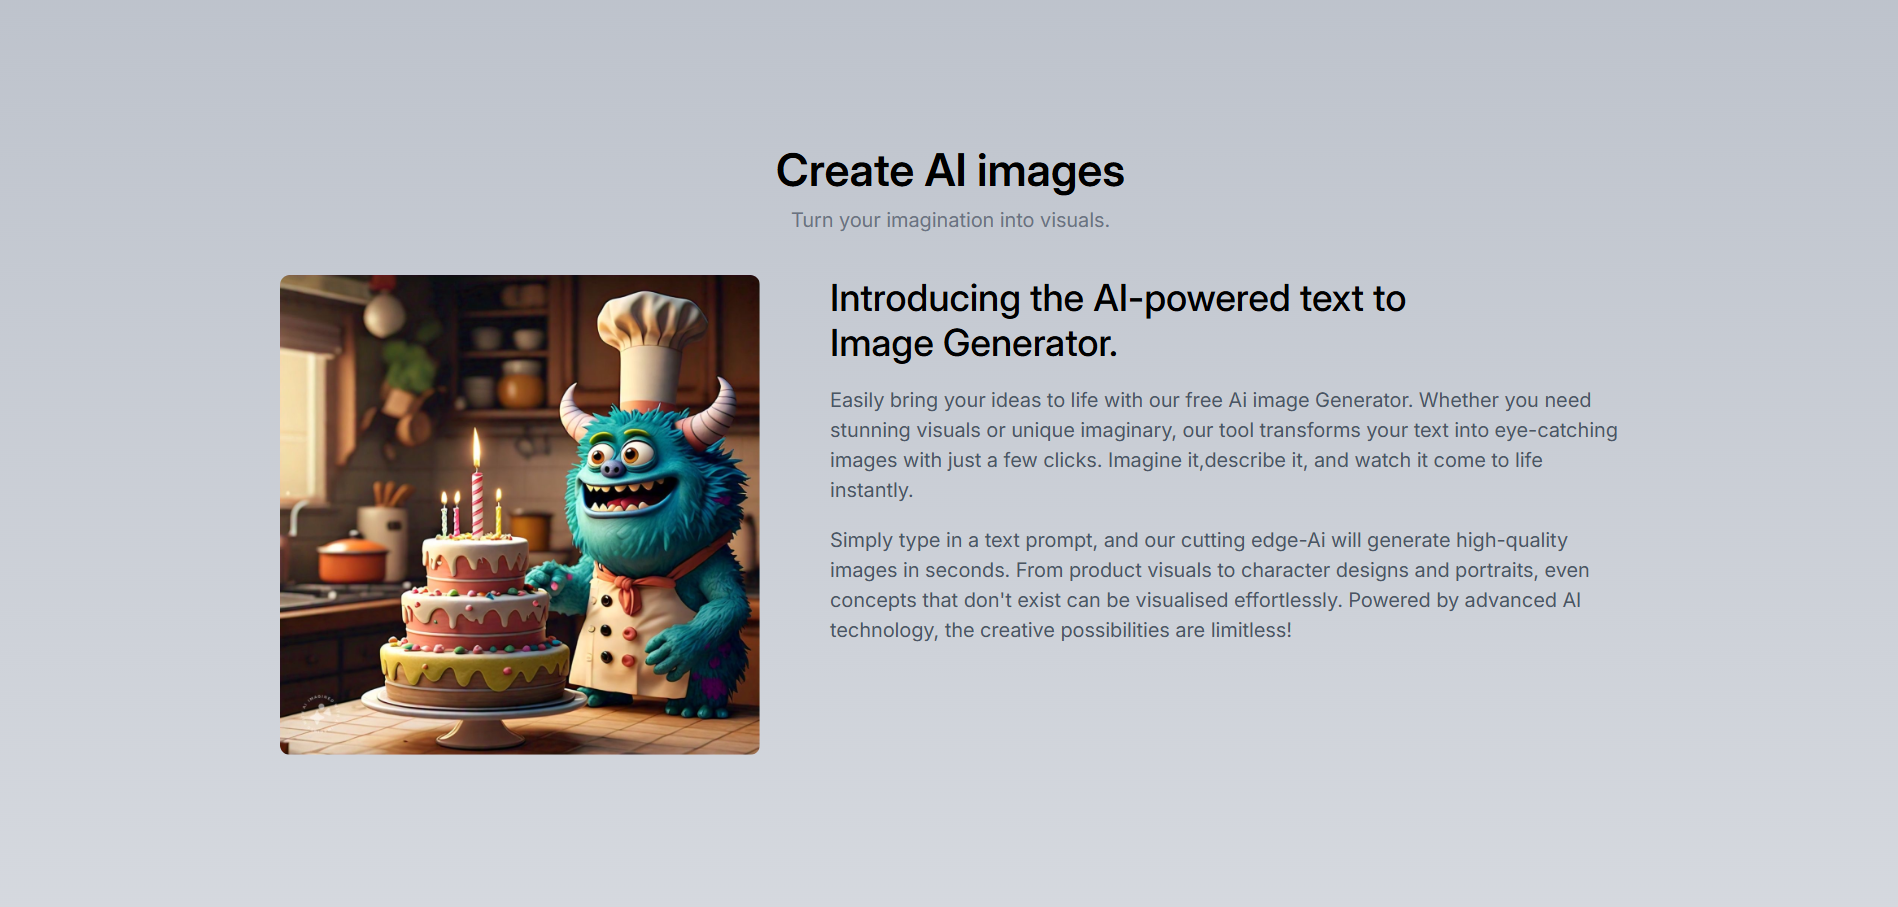 Create AI images
Turn your imagination into visuals.
Introducing the AI-powered text to
Image Generator.
Easily bring your ideas to life with our free Ai image Generator. Whether you need
stunning visuals or unique imaginary, our tool transforms your text into eye-catching
images with just a few clicks. Imagine it,describe it, and watch it come to life
instantly.
Simply type in a text prompt, and our cutting edge-Ai will generate high-quality
images in seconds. From product visuals to character designs and portraits, even
concepts that don't exist can be visualised effortlessly. Powered by advanced AI
technology, the creative possibilities are limitless!